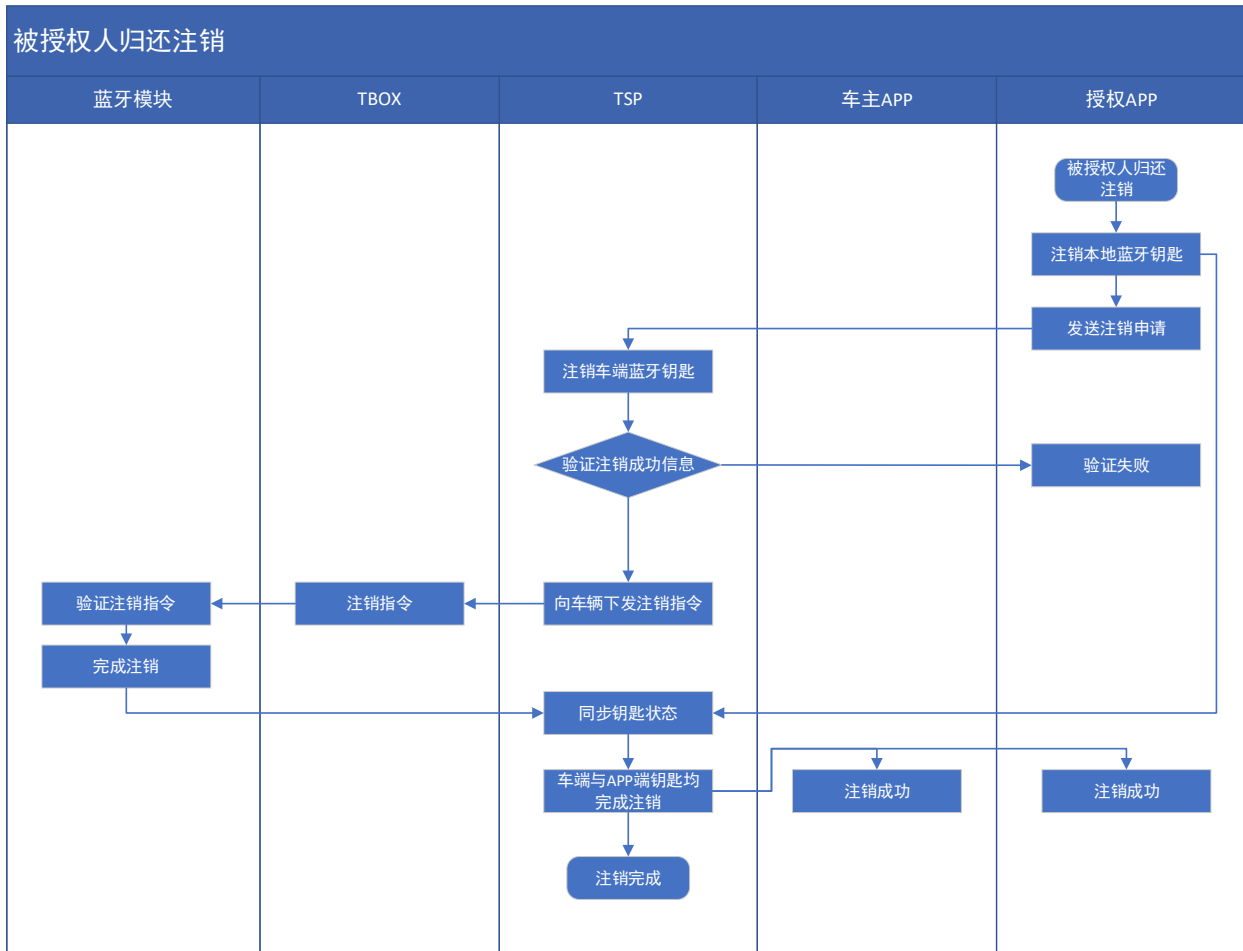 被授权人归还注销
蓝牙模块
TBOX
TSP
车主APP
授权APP
被授权人归还
注销
注销本地蓝牙钥匙
发送注销申请
注销车端蓝牙钥匙
验证注销成功信息
验证失败
验证注销指令
注销指令
向车辆下发注销指令
完成注销
同步钥匙状态
车端与APP端钥匙均
完成注销
注销成功
注销成功
注销完成